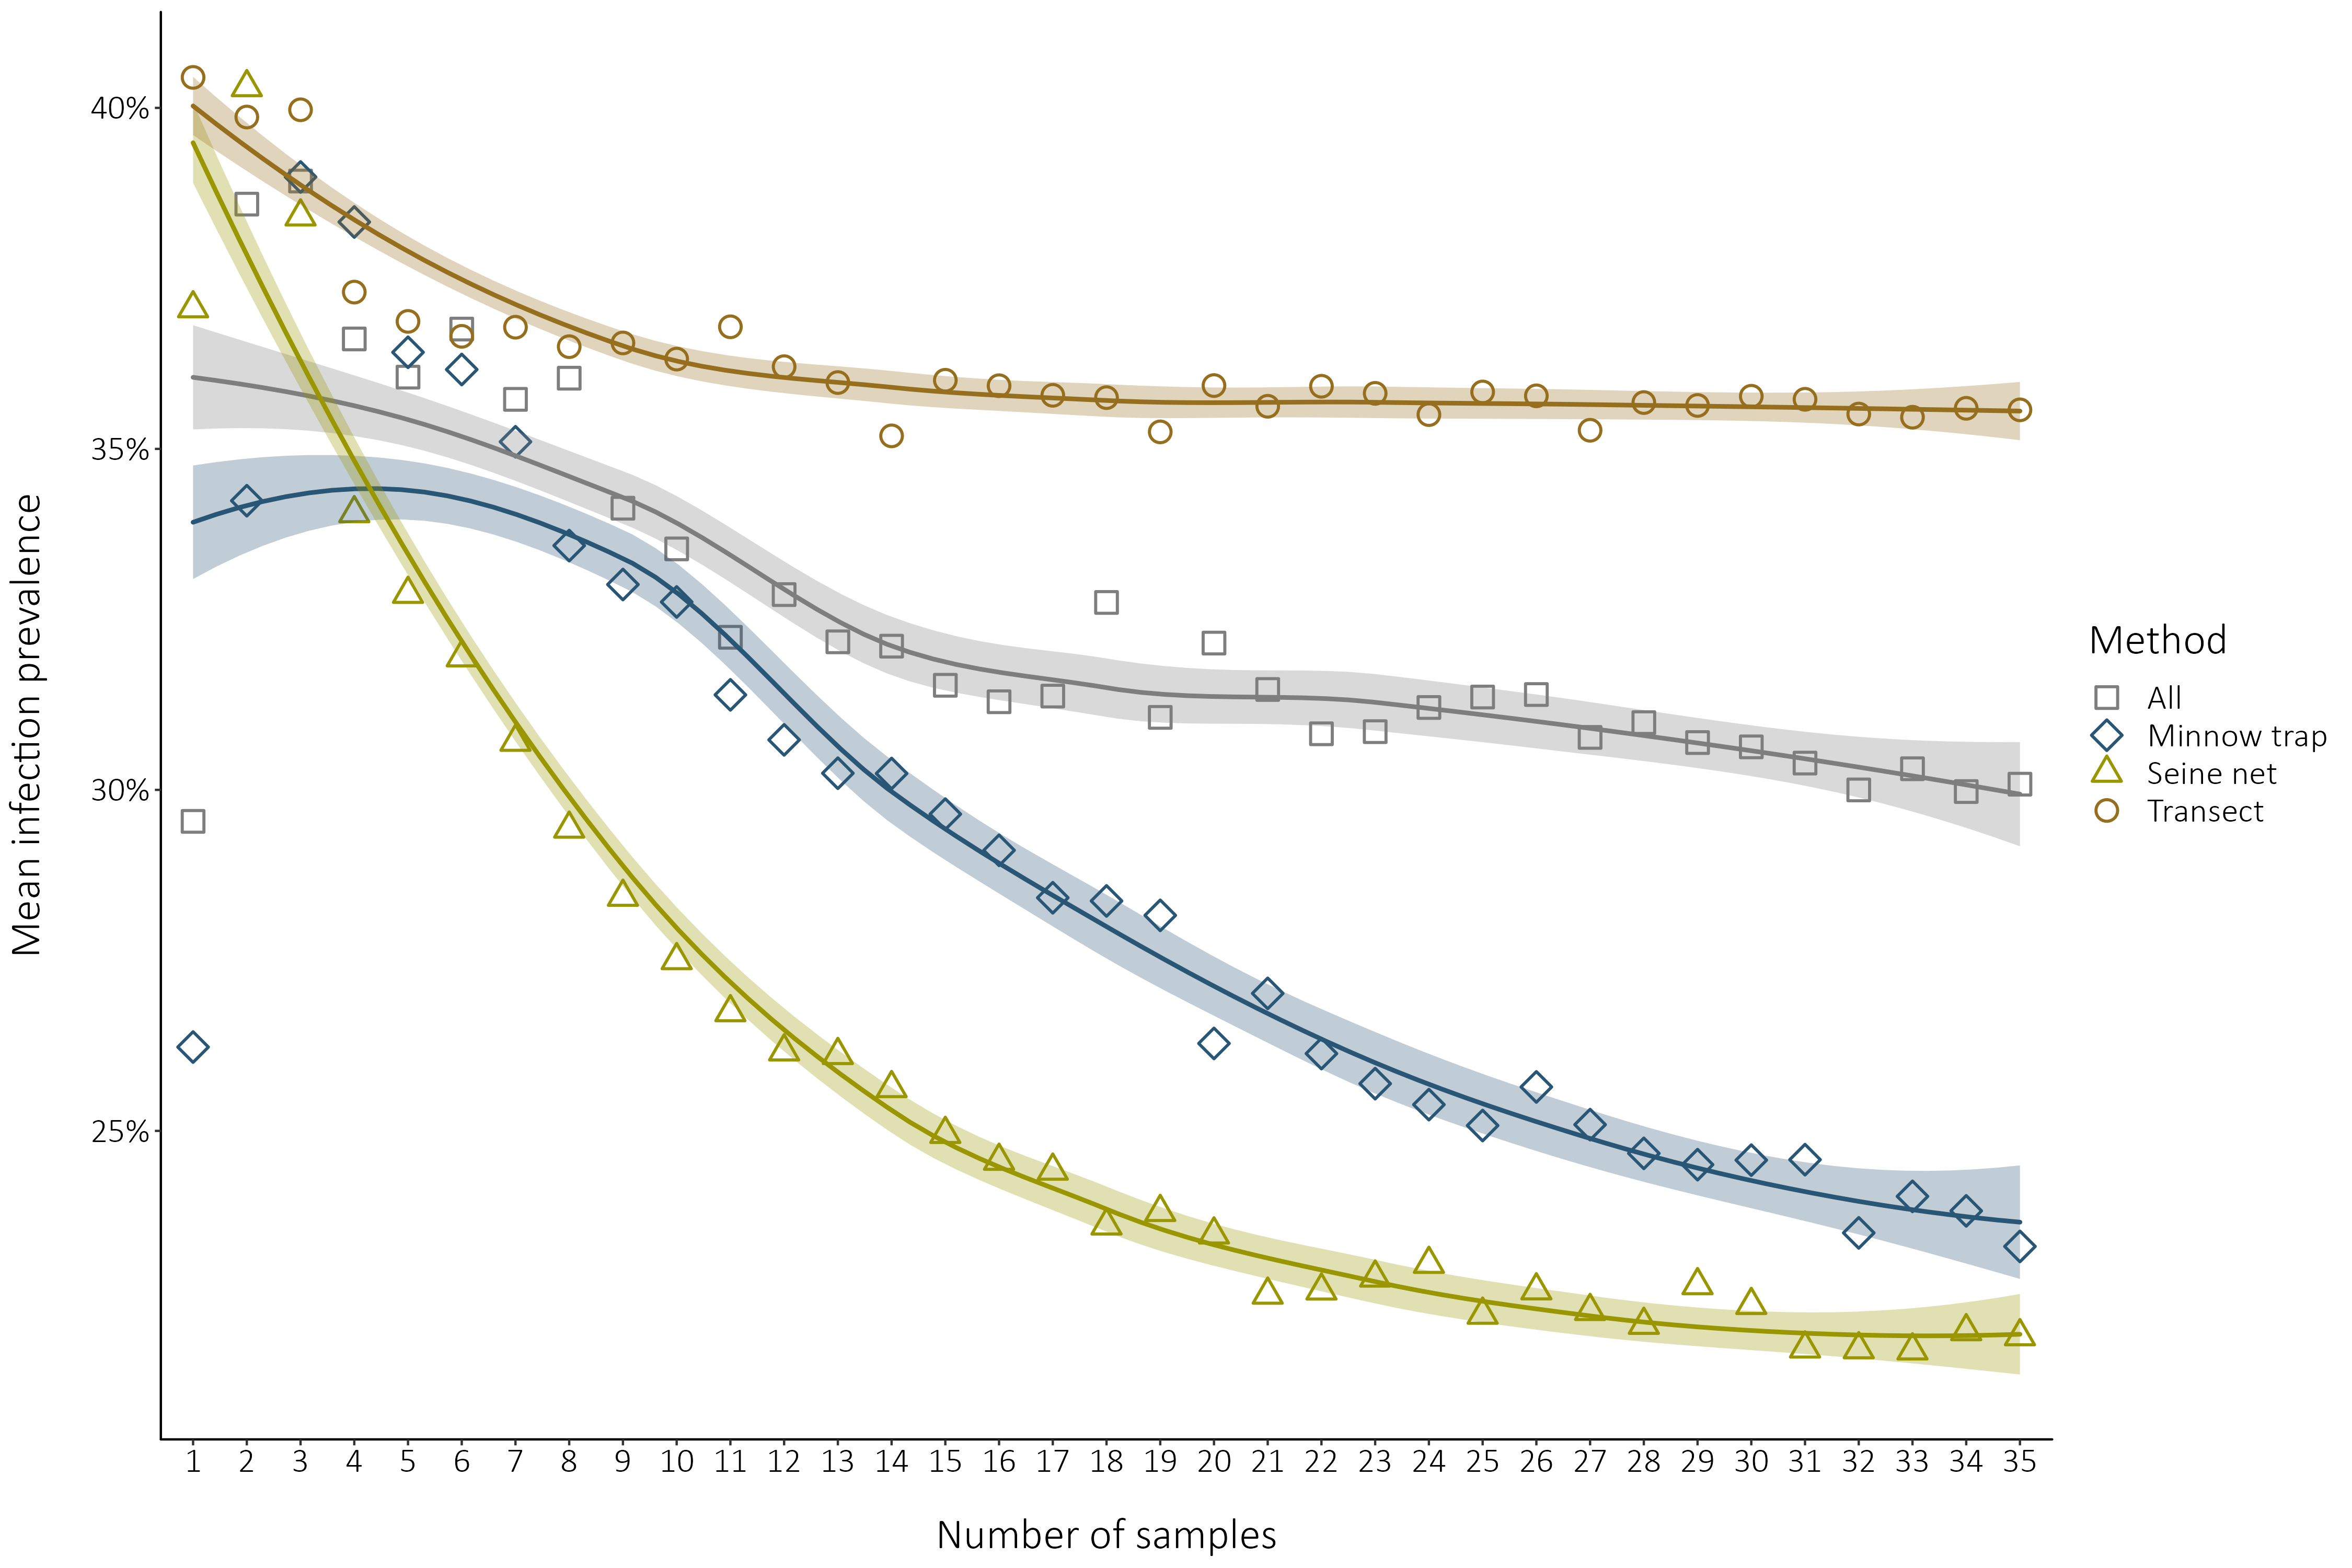 Mean infection prevalence
40%
35%
30%
25%
1 2 3 4 5 6 7 8 9 10 11 12 13 14 15 16 17 18 19 20 21 22 23 24 25 26 27 28 29 30 31 32 33 34 35
Number of samples
Method
All
Minnow trap
Seine net
Transect